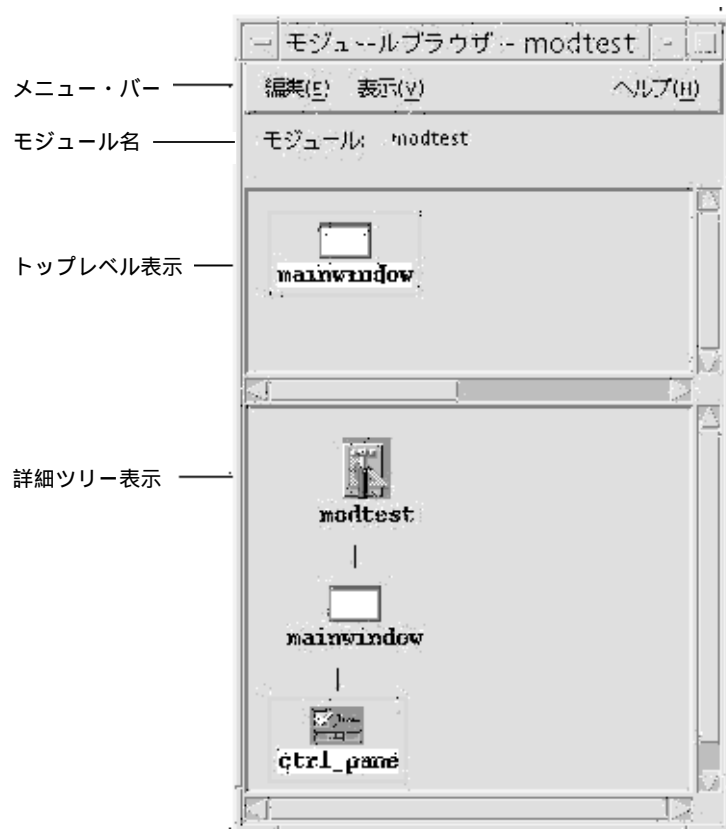 モジュールブラウザ - modtest
メニュー・バー
編集(E) 表示(V) ヘルプ(H)
モジュール名
モジュール: modtest
トップレベル表示
mainwindow
詳細ツリー表示
modtest
mainwindow
ctrl_pane